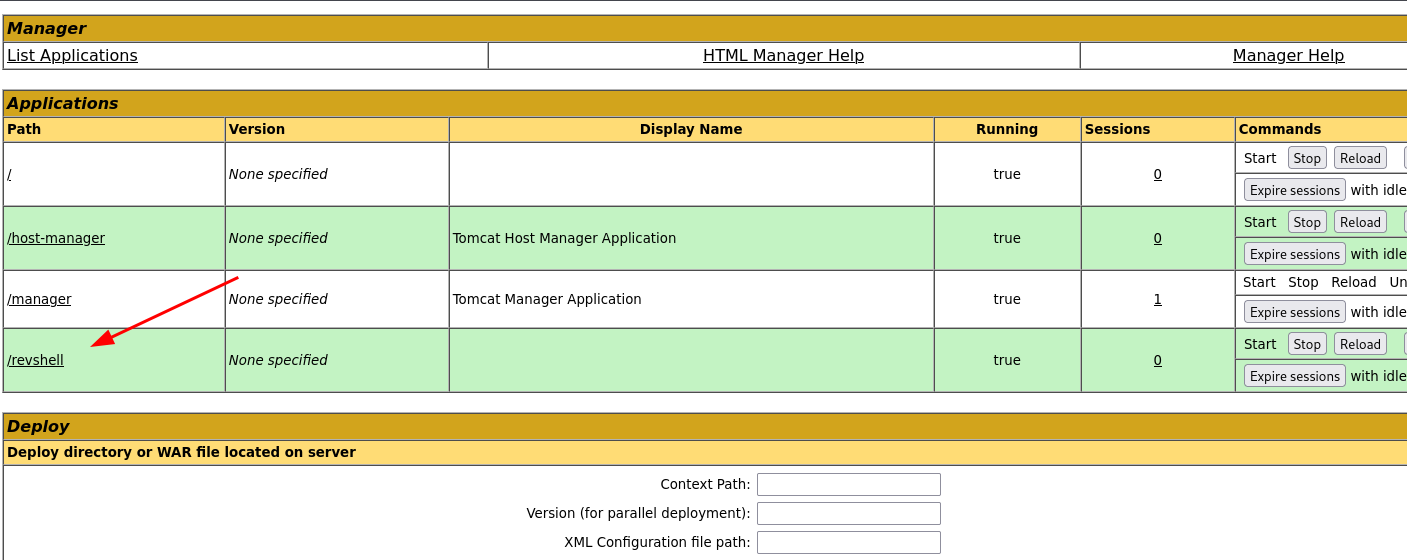 Manager
List Applications HTML Manager Help Manager Help
Applications
Path Version Display Name Running Sessions Commands
/ None specified true 0 Start Stop Reload
Expire sessions with idle
/host-manager None specified Tomcat Host Manager Application true 0 Start Stop Reload
Expire sessions with idle
/manager None specified Tomcat Manager Application true 1 Start Stop Reload Un
Expire sessions with idle
/revshell None specified true 0 Start Stop Reload
Expire sessions with idle
Deploy
Deploy directory or WAR file located on server
Context Path:
Version (for parallel deployment):
XML Configuration file path: